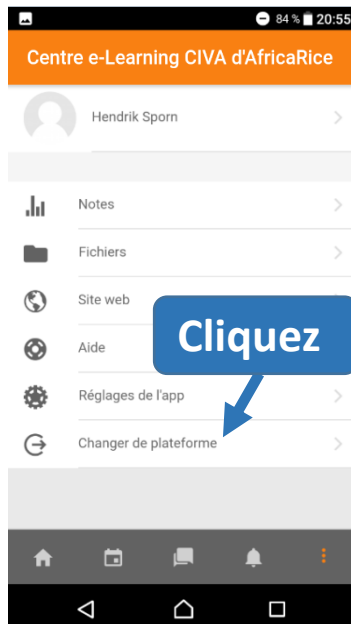 84 % 20:55
Centre e-Learning CIVA d'AfricaRice
Hendrik Sporn
Notes
Fichiers
Site web
Aide
Cliquez
Réglages de l'app
Changer de plateforme